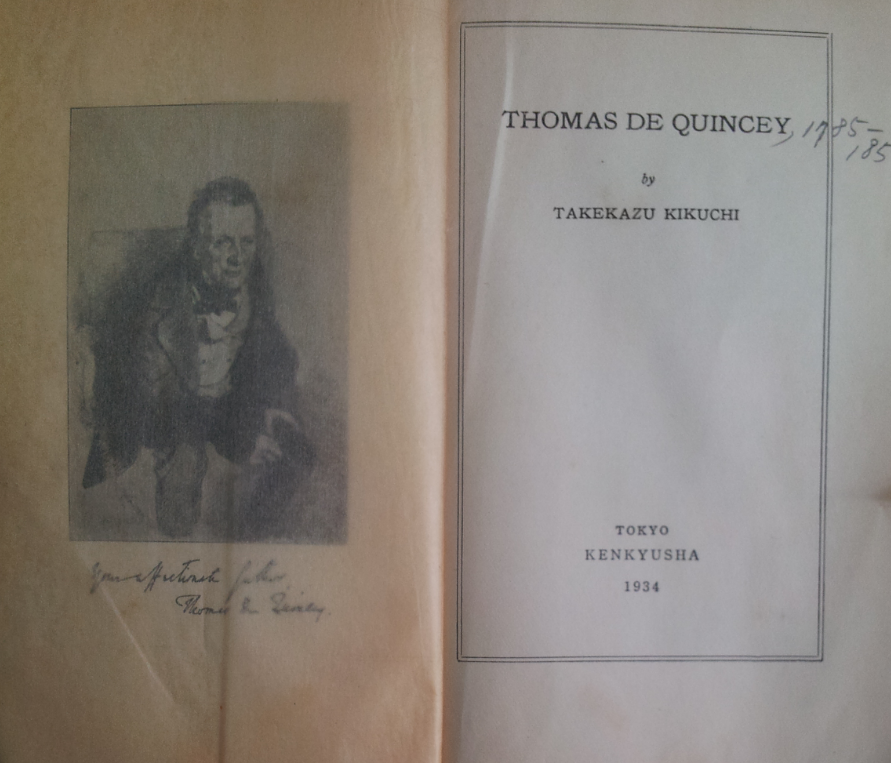 Your affectionate father,
Thomas De Quincey.
THOMAS DE QUINCEY, 1785–
185
by
TAKEKAZU KIKUCHI
TOKYO
KENKYUSHA
1934